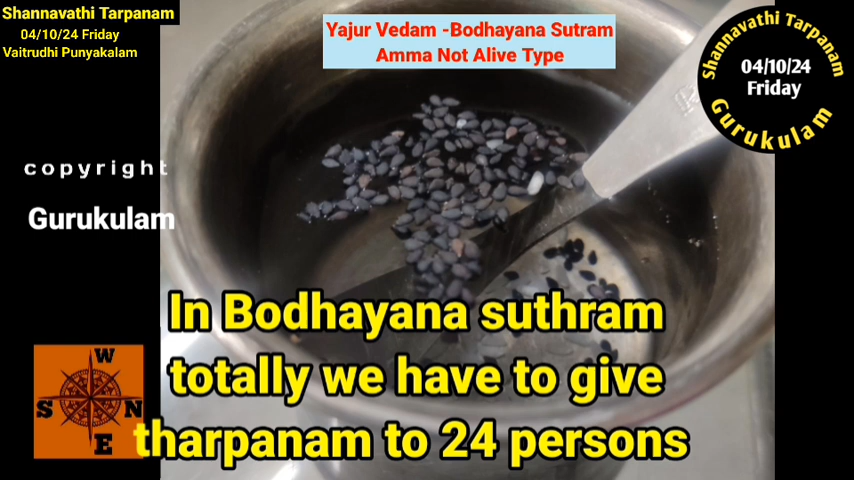 Shannavathi Tarpanam
04/10/24 Friday
Vaitrudhi Punyakalam
Yajur Vedam -Bodhayana Sutram
Amma Not Alive Type
Shannavathi Tarpanam
04/10/24
Friday
Gurukulam
copyright
Gurukulam
In Bodhayana suthram
totally we have to give
tharpanam to 24 persons
W
S N
E